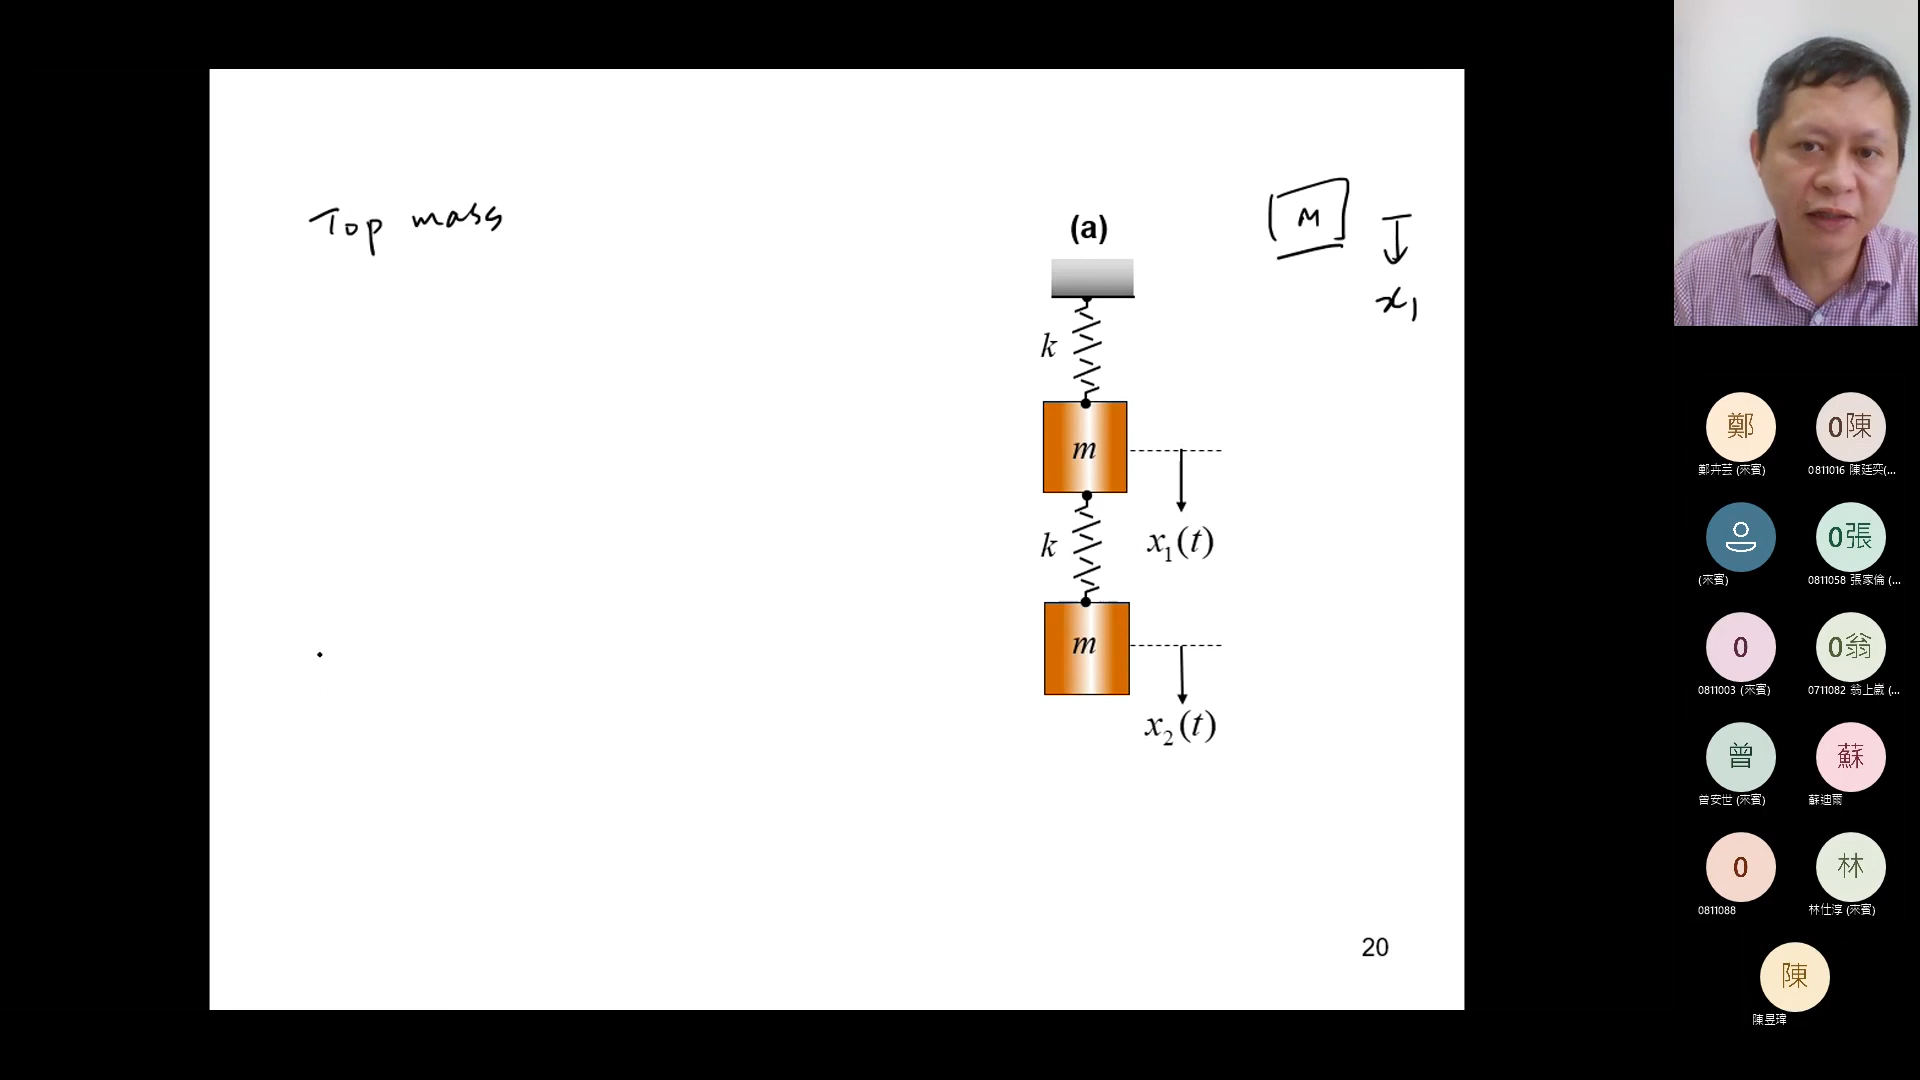 Top mass
(a)
M
x₁
k
m
x₁(t)
k
m
x₂(t)
20
鄭
鄭卉芸 (來賓)
0陳
0811016 陳廷奕(...
(來賓)
0張
0811058 張家倫 (...
0
0811003 (來賓)
0翁
0711082 翁上崴 (...
曾
曾安世 (來賓)
蘇
蘇迪爾
0
0811088
林
林仕淳 (來賓)
陳
陳昱瑋